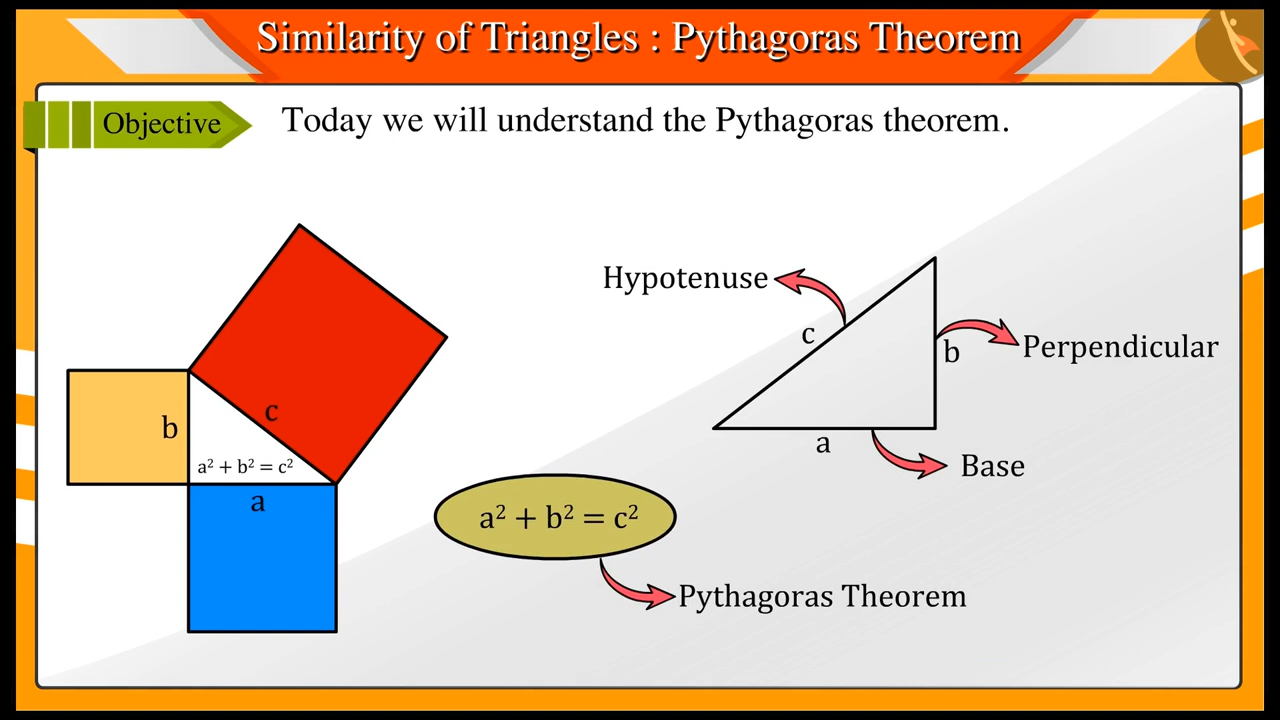 Similarity of Triangles : Pythagoras Theorem
Objective
Today we will understand the Pythagoras theorem.
Hypotenuse
c
b
Perpendicular
a
Base
b
c
a² + b² = c²
a
a² + b² = c²
Pythagoras Theorem